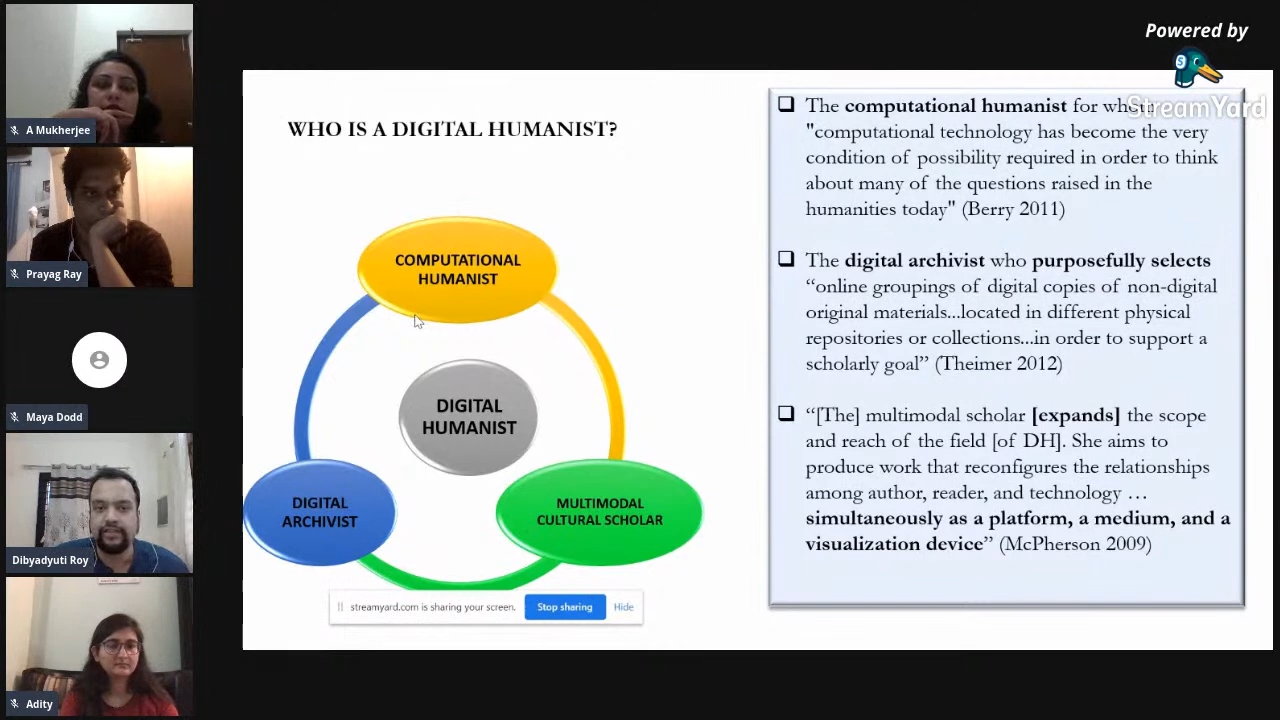 Powered by
StreamYard
A Mukherjee
Prayag Ray
Maya Dodd
Dibyadyuti Roy
Adity
WHO IS A DIGITAL HUMANIST?
COMPUTATIONAL
HUMANIST
DIGITAL
HUMANIST
DIGITAL
ARCHIVIST
MULTIMODAL
CULTURAL SCHOLAR
streamyard.com is sharing your screen.
Stop sharing
Hide
The computational humanist for whom
"computational technology has become the very
condition of possibility required in order to think
about many of the questions raised in the
humanities today" (Berry 2011)
The digital archivist who purposefully selects
“online groupings of digital copies of non-digital
original materials...located in different physical
repositories or collections...in order to support a
scholarly goal” (Theimer 2012)
“[The] multimodal scholar [expands] the scope
and reach of the field [of DH]. She aims to
produce work that reconfigures the relationships
among author, reader, and technology …
simultaneously as a platform, a medium, and a
visualization device” (McPherson 2009)